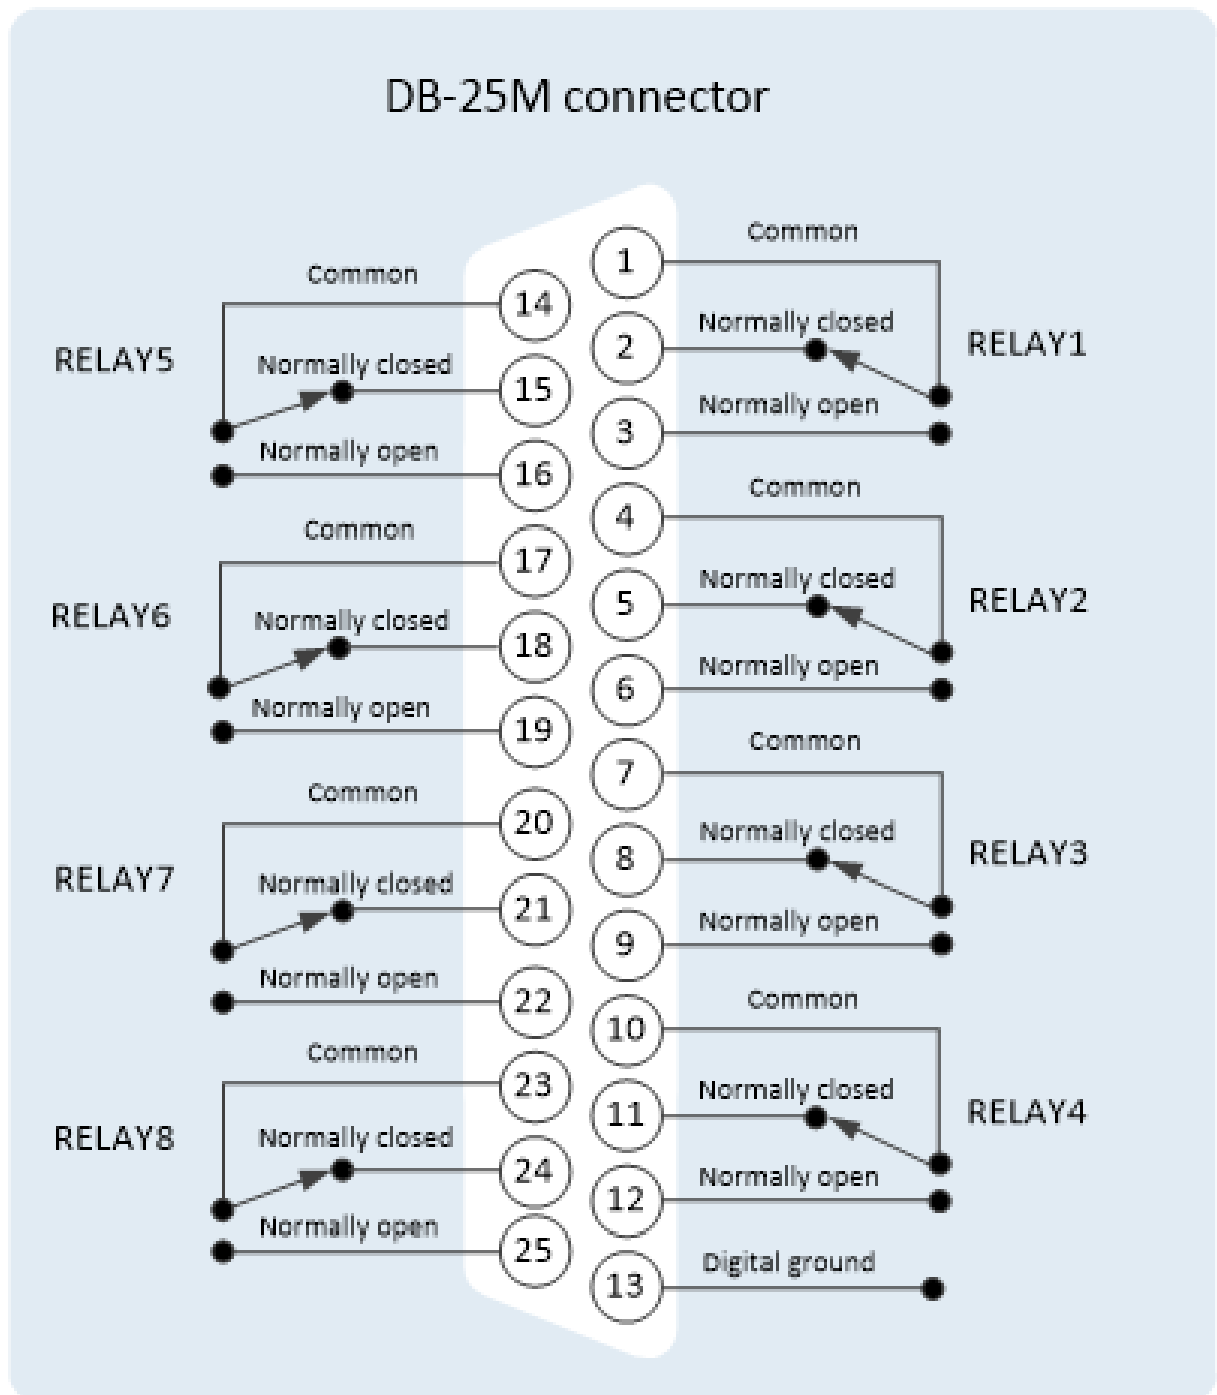 DB-25M connector
Common
1
Common
14
Normally closed
2
RELAY1
RELAY5
Normally closed
15
Normally open
3
Normally open
16
Common
4
Common
17
Normally closed
5
RELAY2
RELAY6
Normally closed
18
Normally open
6
Normally open
19
Common
7
Common
20
Normally closed
8
RELAY3
RELAY7
Normally closed
21
Normally open
9
Normally open
22
Common
10
Common
23
Normally closed
11
RELAY4
RELAY8
Normally closed
24
Normally open
12
Normally open
25
Digital ground
13